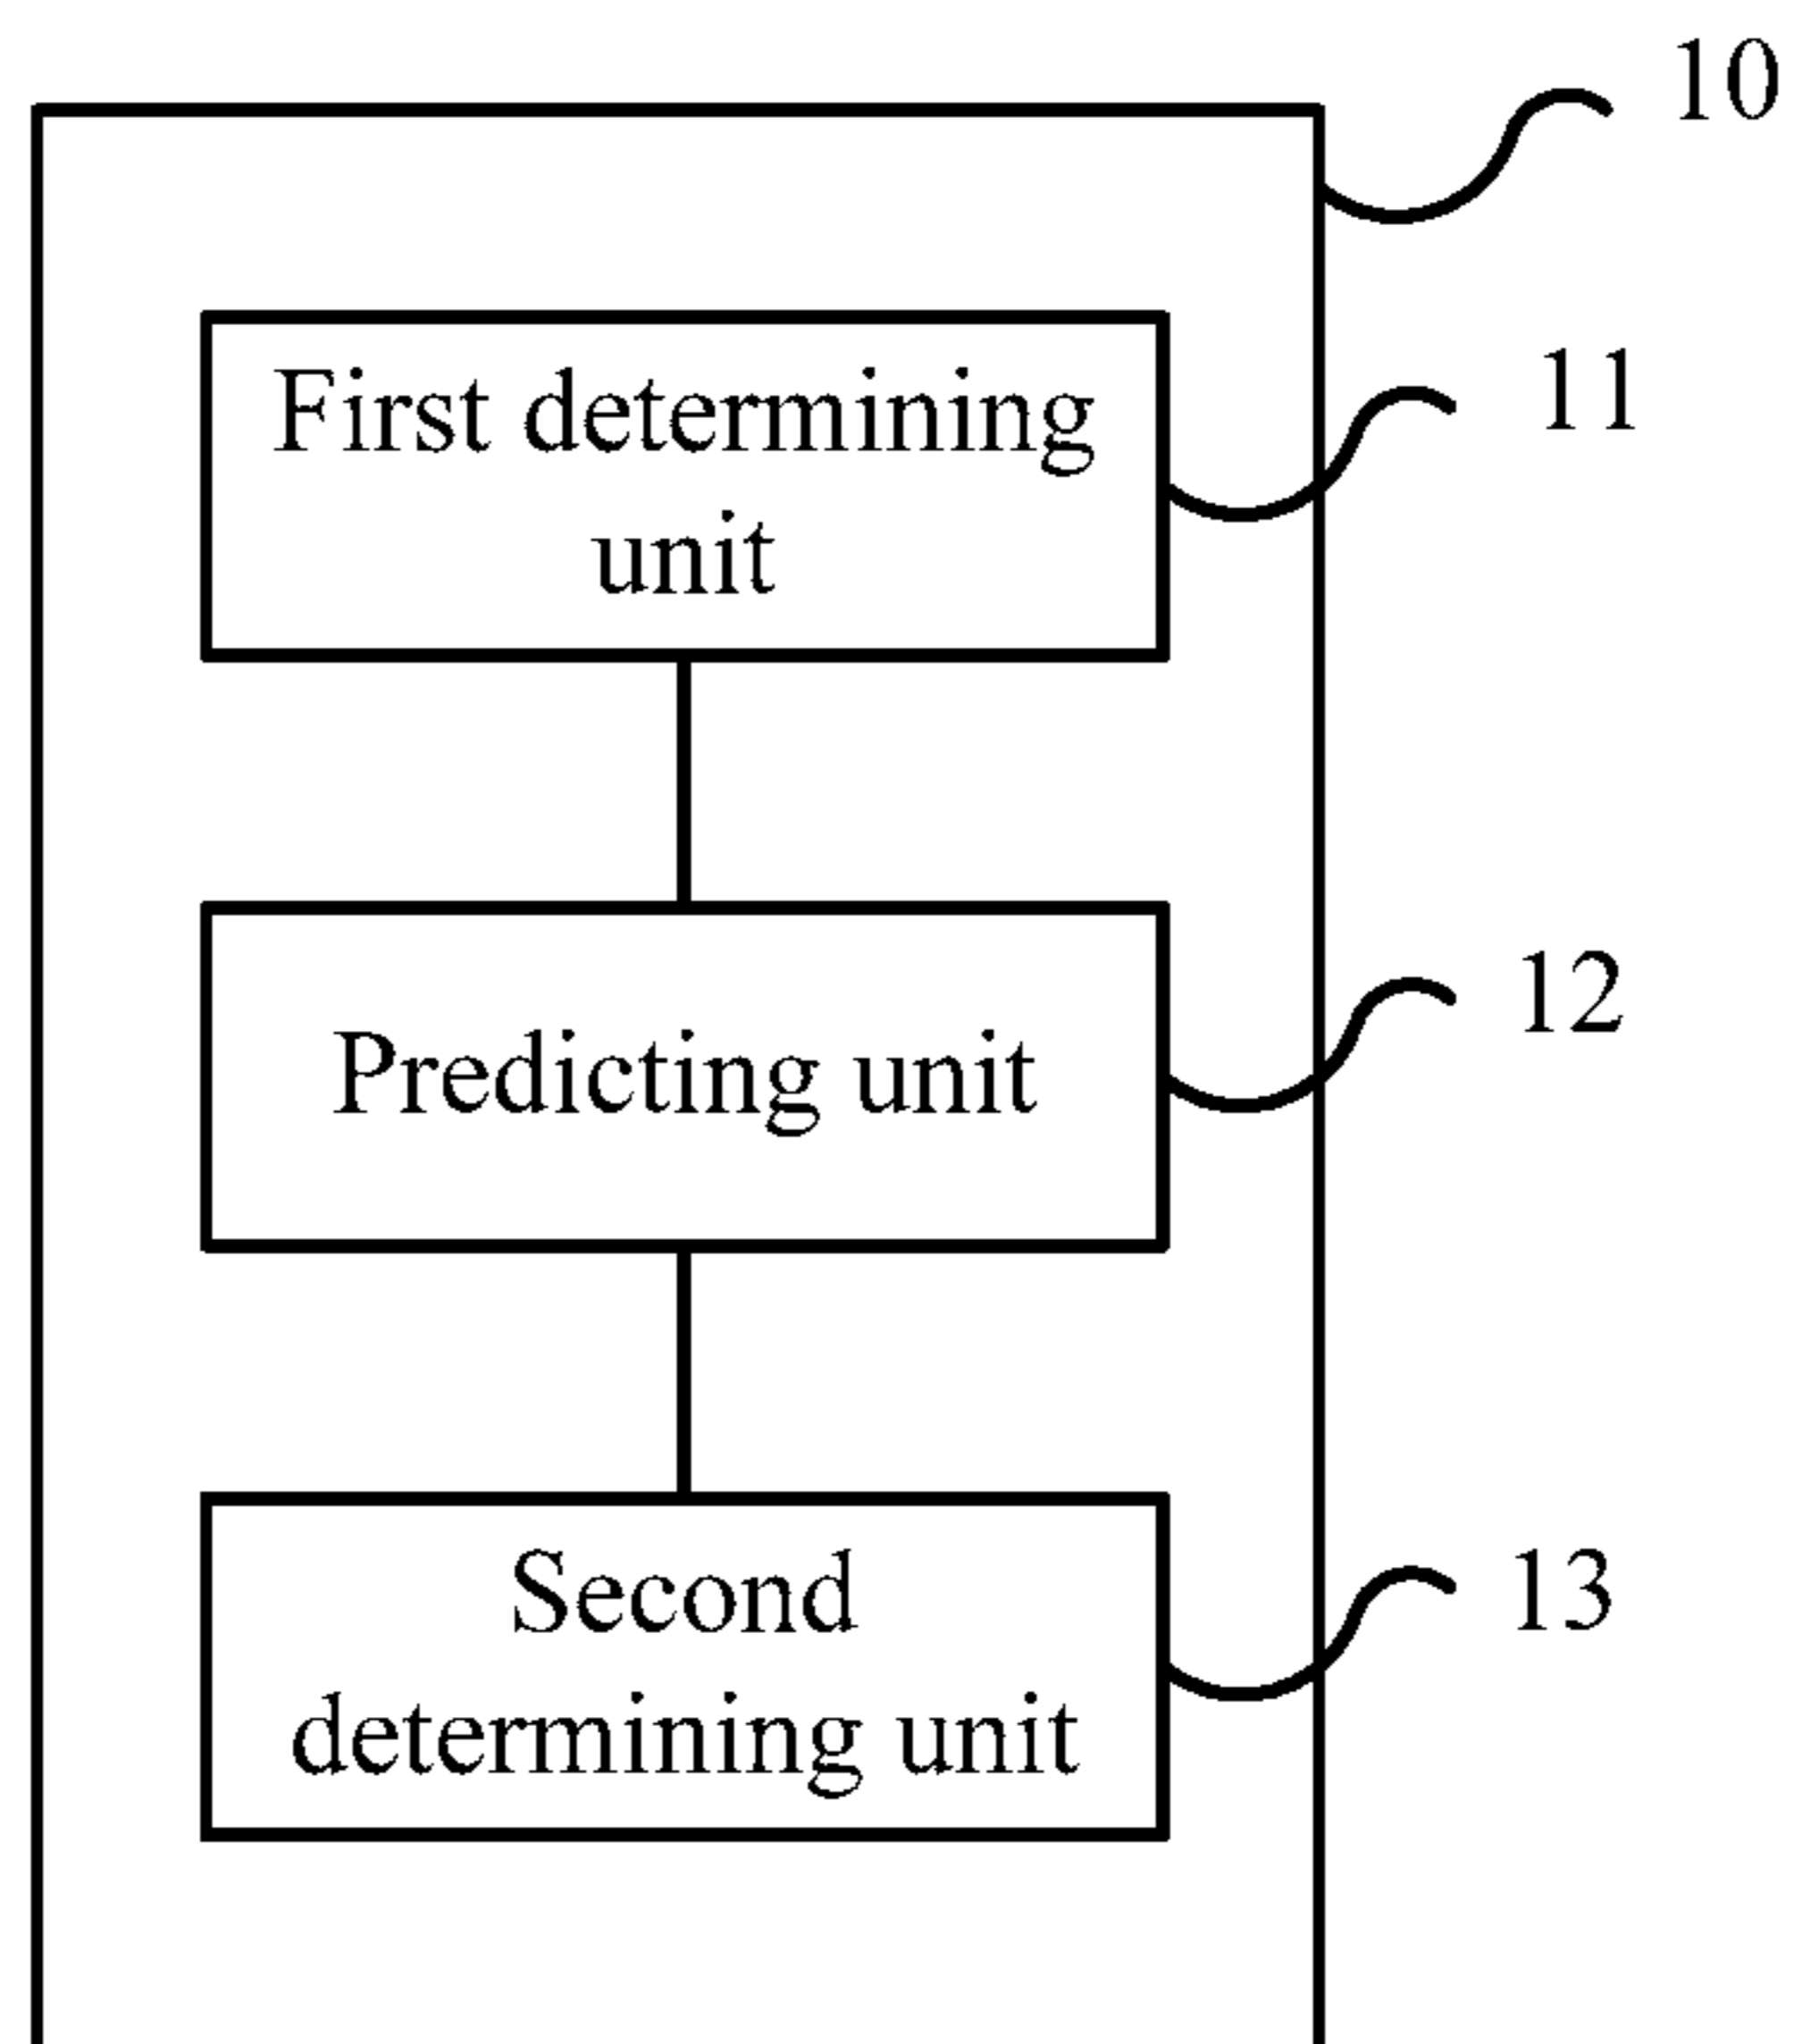 10
First determining
unit
11
Predicting unit
12
Second
determining unit
13